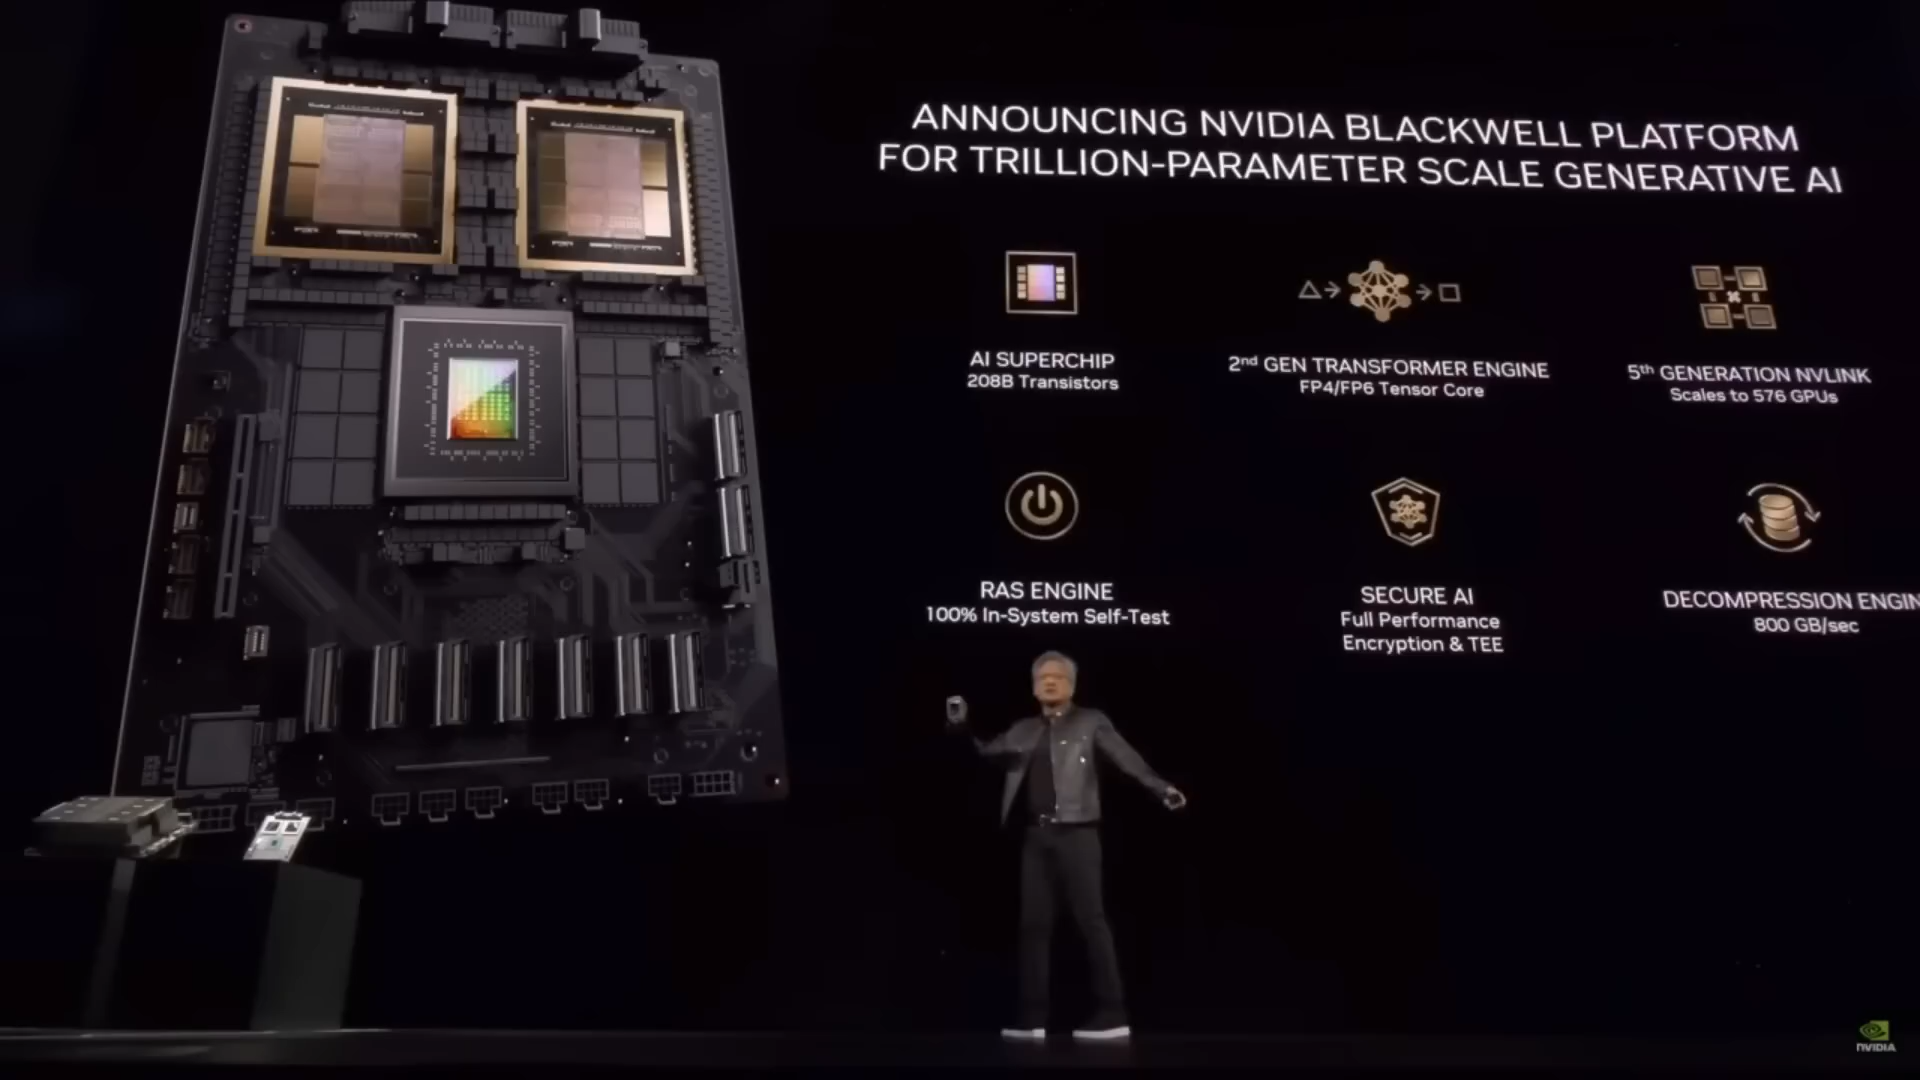 ANNOUNCING NVIDIA BLACKWELL PLATFORM
FOR TRILLION-PARAMETER SCALE GENERATIVE AI
AI SUPERCHIP
208B Transistors
2nd GEN TRANSFORMER ENGINE
FP4/FP6 Tensor Core
5th GENERATION NVLINK
Scales to 576 GPUs
RAS ENGINE
100% In-System Self-Test
SECURE AI
Full Performance
Encryption & TEE
DECOMPRESSION ENGIN
800 GB/sec
NVIDIA